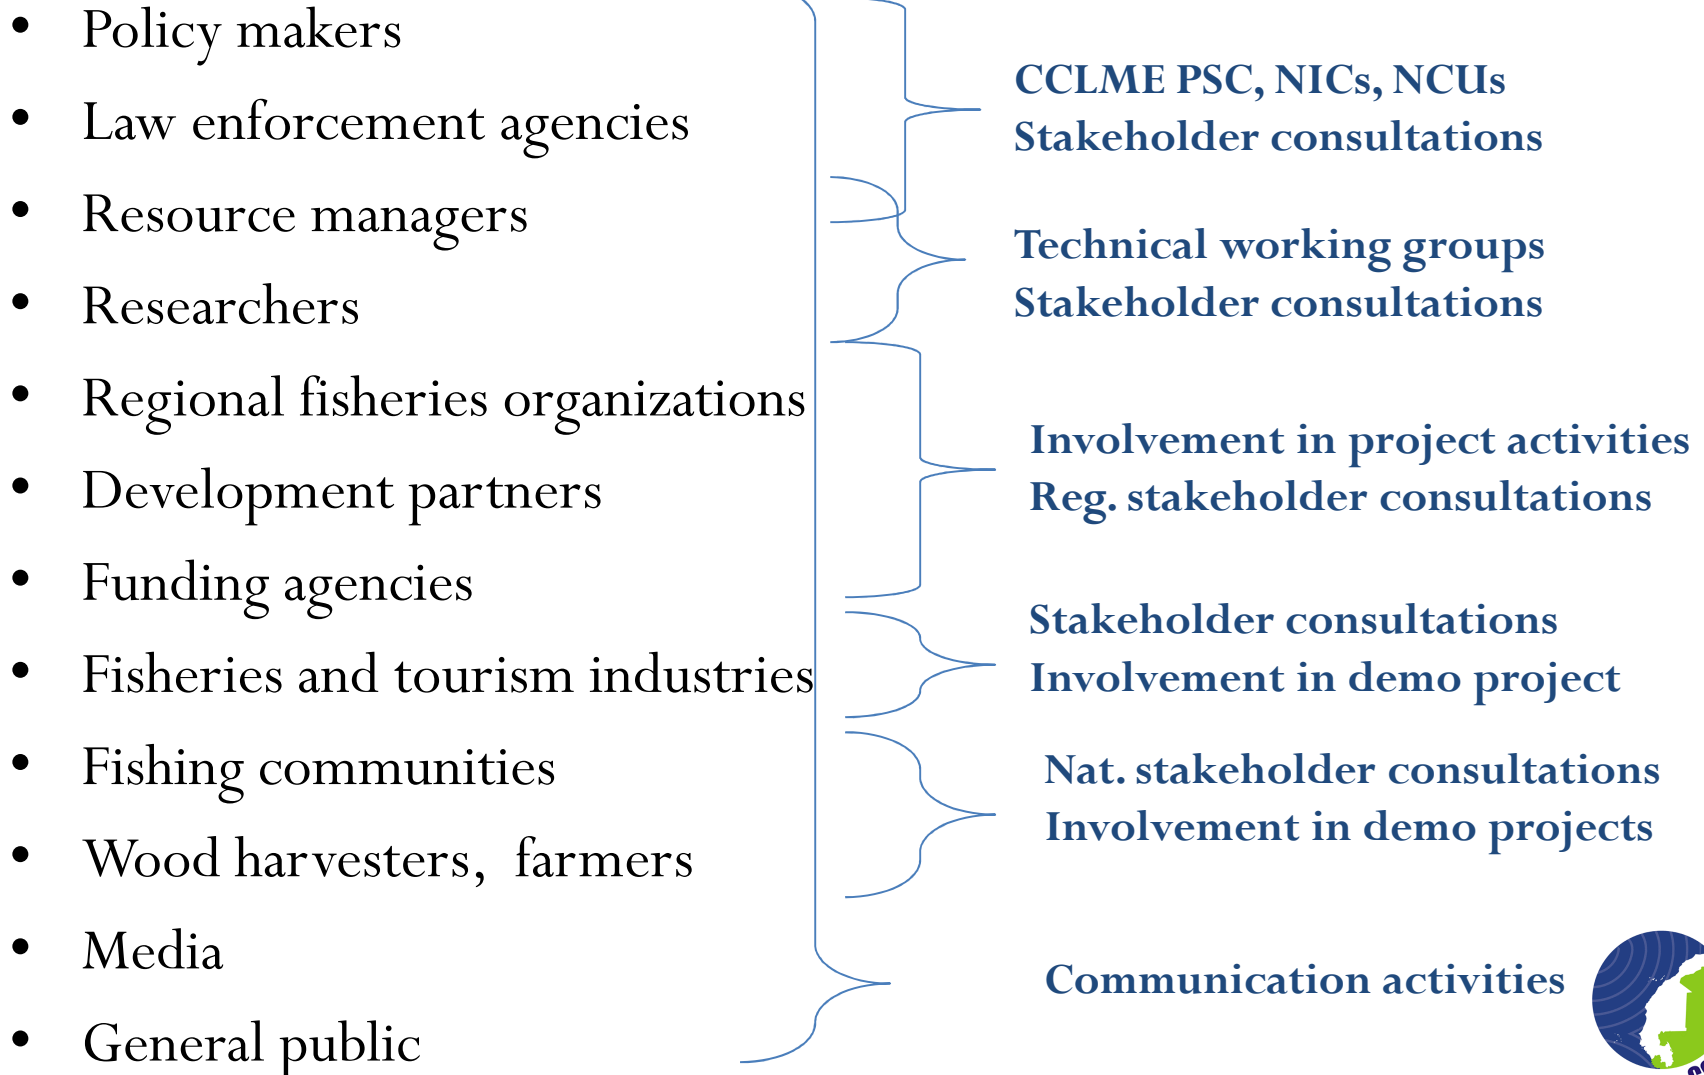 • Policy makers
• Law enforcement agencies
• Resource managers
• Researchers
• Regional fisheries organizations
• Development partners
• Funding agencies
• Fisheries and tourism industries
• Fishing communities
• Wood harvesters,  farmers
• Media
• General public
CCLME PSC, NICs, NCUs
Stakeholder consultations
Technical working groups
Stakeholder consultations
Involvement in project activities
Reg. stakeholder consultations
Stakeholder consultations
Involvement in demo project
Nat. stakeholder consultations
Involvement in demo projects
Communication activities